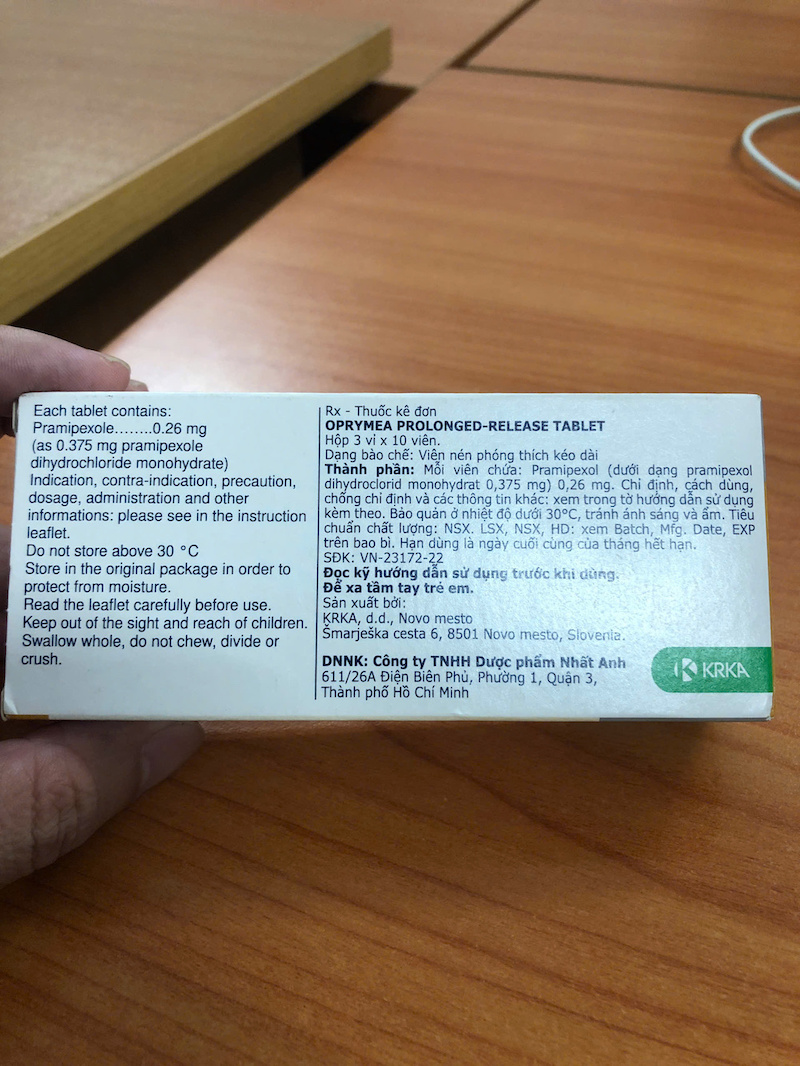 Each tablet contains:
Pramipexole........0.26 mg
(as 0.375 mg pramipexole
dihydrochloride monohydrate)
Indication, contra-indication, precaution,
dosage, administration and other
informations: please see in the instruction
leaflet.
Do not store above 30 °C
Store in the original package in order to
protect from moisture.
Read the leaflet carefully before use.
Keep out of the sight and reach of children.
Swallow whole, do not chew, divide or
crush.
Rx - Thuốc kê đơn
OPRYMEA PROLONGED-RELEASE TABLET
Hộp 3 vỉ x 10 viên.
Dạng bào chế: Viên nén phóng thích kéo dài
Thành phần: Mỗi viên chứa: Pramipexol (dưới dạng pramipexol
dihydroclorid monohydrat 0,375 mg) 0,26 mg. Chỉ định, cách dùng,
chống chỉ định và các thông tin khác: xem trong tờ hướng dẫn sử dụng
kèm theo. Bảo quản ở nhiệt độ dưới 30°C, tránh ánh sáng và ẩm. Tiêu
chuẩn chất lượng: NSX. LSX, NSX, HD: xem Batch, Mfg. Date, EXP
trên bao bì. Hạn dùng là ngày cuối cùng của tháng hết hạn.
SĐK: VN-23172-22
Đọc kỹ hướng dẫn sử dụng trước khi dùng.
Để xa tầm tay trẻ em.
Sản xuất bởi:
KRKA, d.d., Novo mesto
Šmarješka cesta 6, 8501 Novo mesto, Slovenia.
DNNK: Công ty TNHH Dược phẩm Nhất Anh
611/26A Điện Biên Phủ, Phường 1, Quận 3,
Thành phố Hồ Chí Minh
KRKA